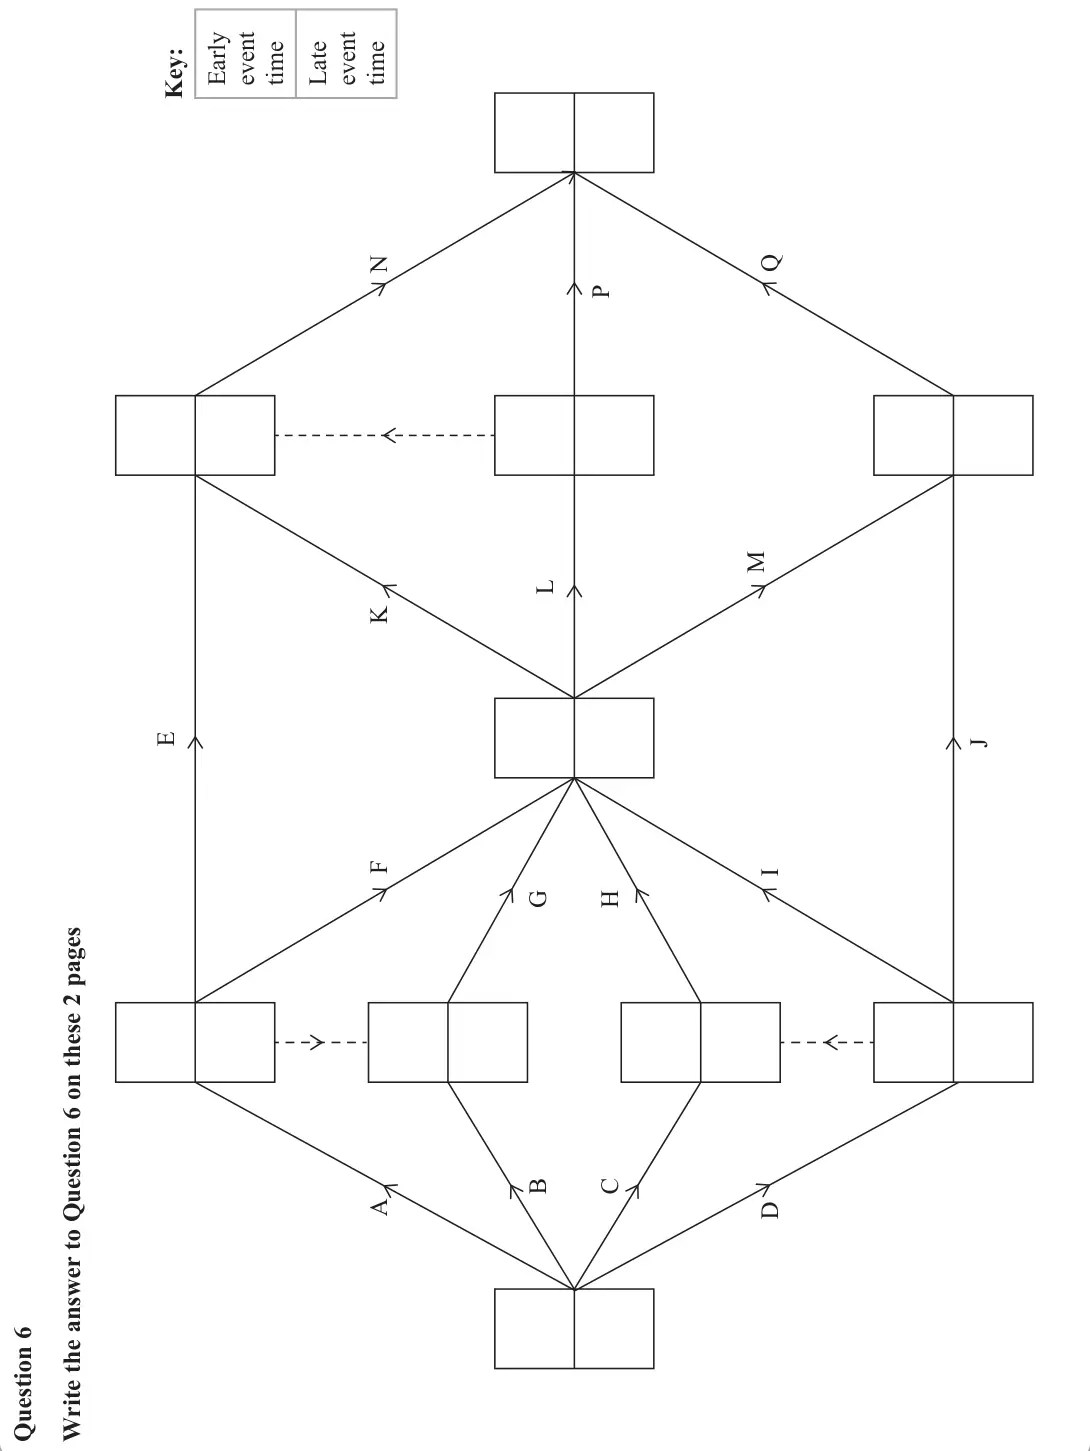 Question 6
Write the answer to Question 6 on these 2 pages
Key:
Early
event
time
Late
event
time
A
B
C
D
E
F
G
H
I
J
K
L
M
N
P
Q